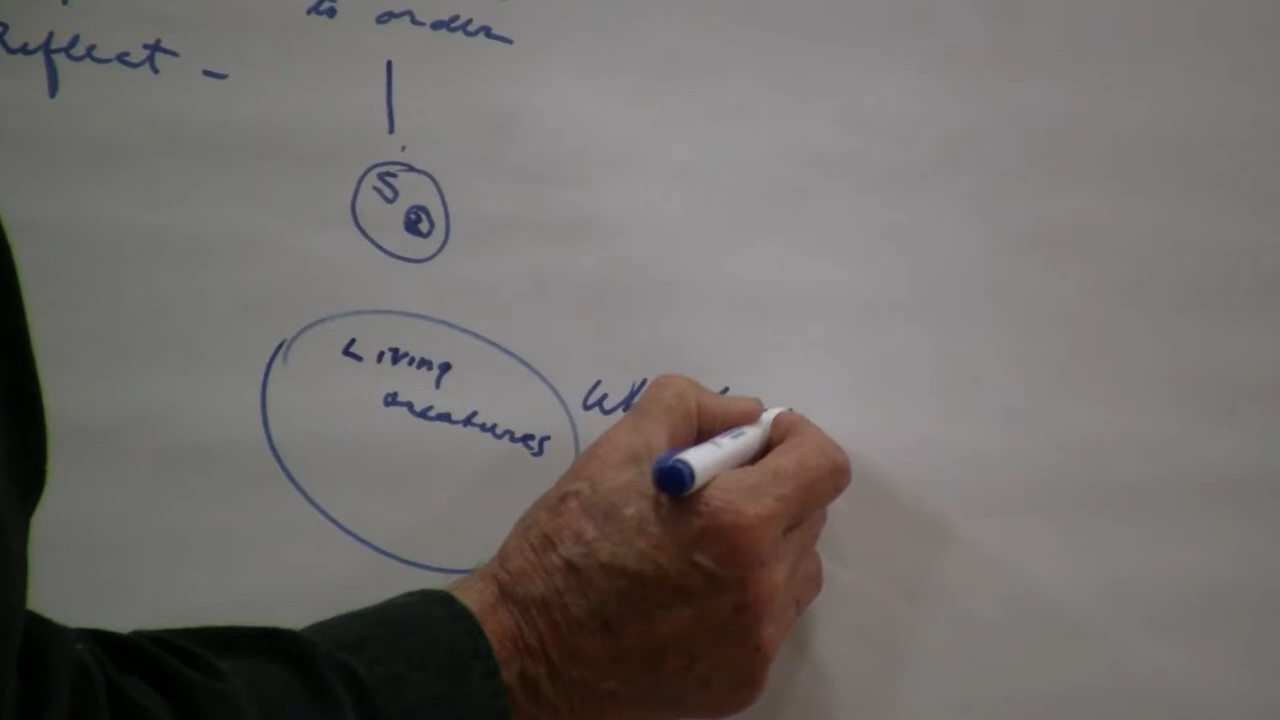 to order
Reflect -
S
Living
creatures